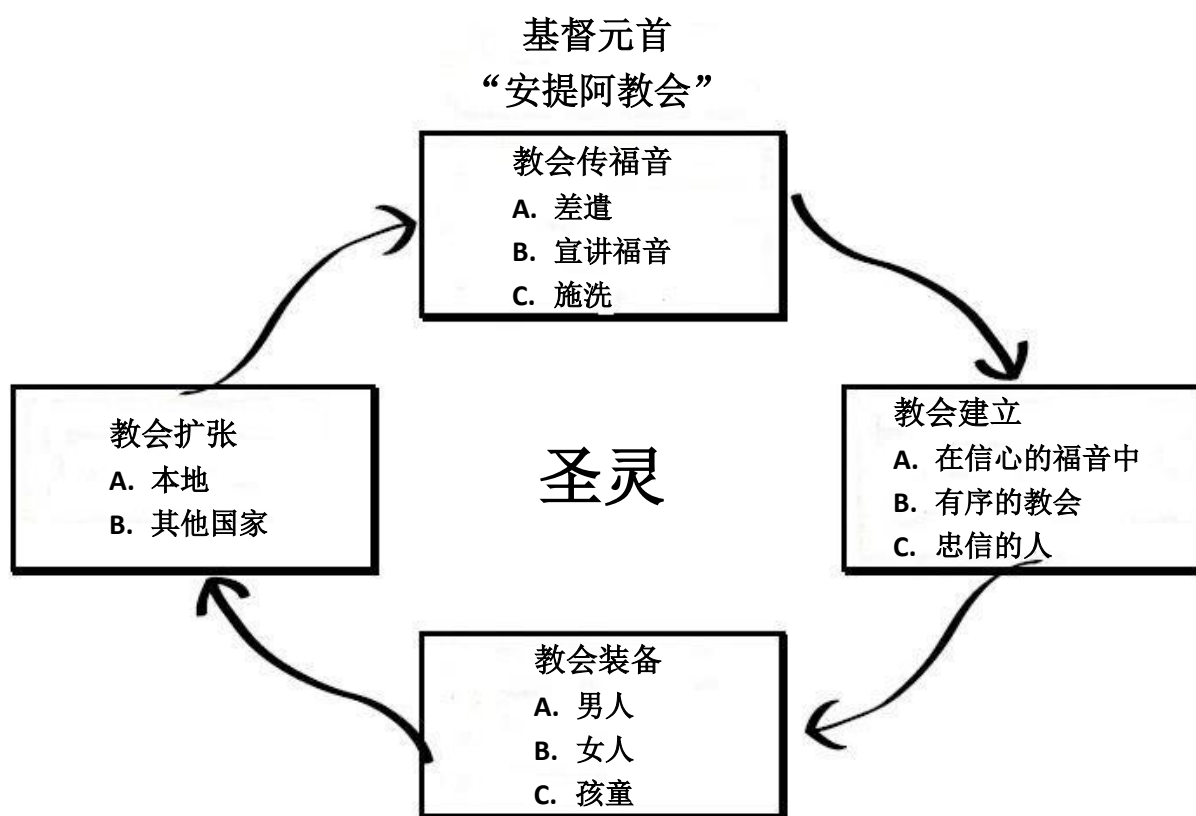 基督元首
“安提阿教会”
教会传福音
A. 差遣
B. 宣讲福音
C. 施洗
教会扩张
A. 本地
B. 其他国家
圣灵
教会建立
A. 在信心的福音中
B. 有序的教会
C. 忠信的人
教会装备
A. 男人
B. 女人
C. 孩童